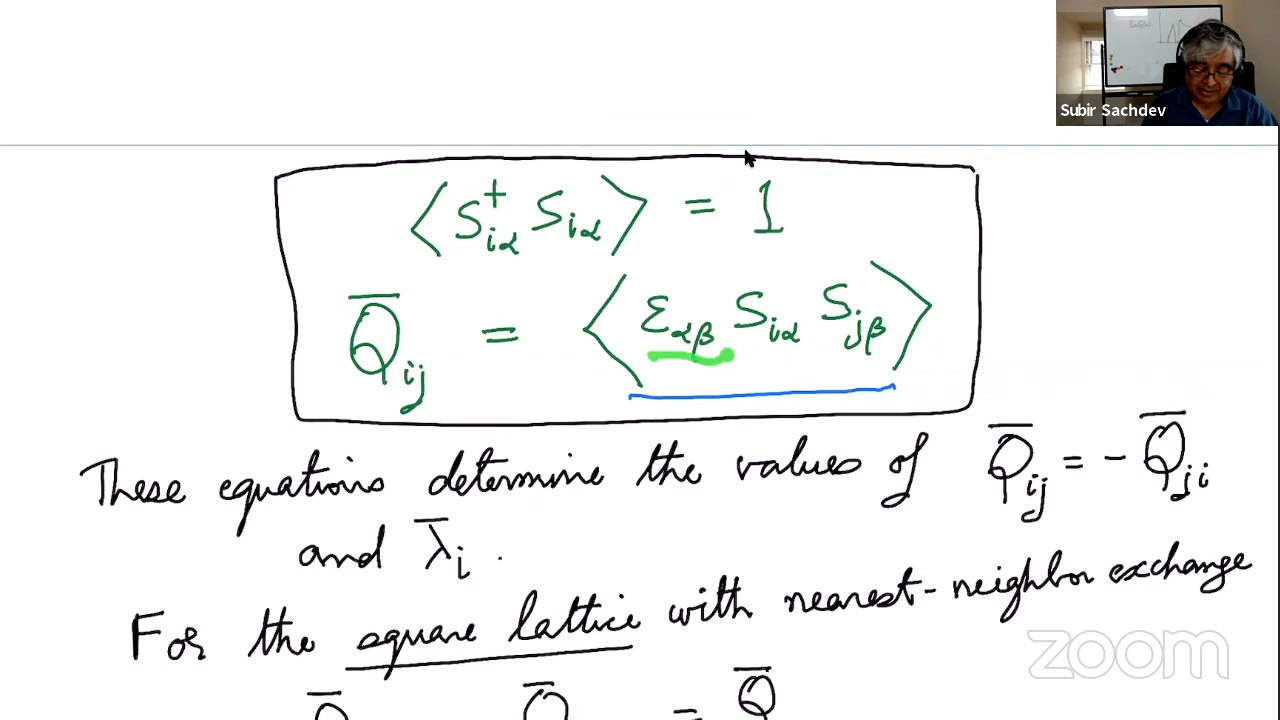 Subir Sachdev
⟨S†iα Siα⟩ = 1
Q̄ij = ⟨εαβ Siα Sjβ⟩
These equations determine the values of Q̄ij = - Q̄ji
and λ̄i .
For the square lattice with nearest-neighbor exchange
zoom
Q̄ Q̄ = Q̄